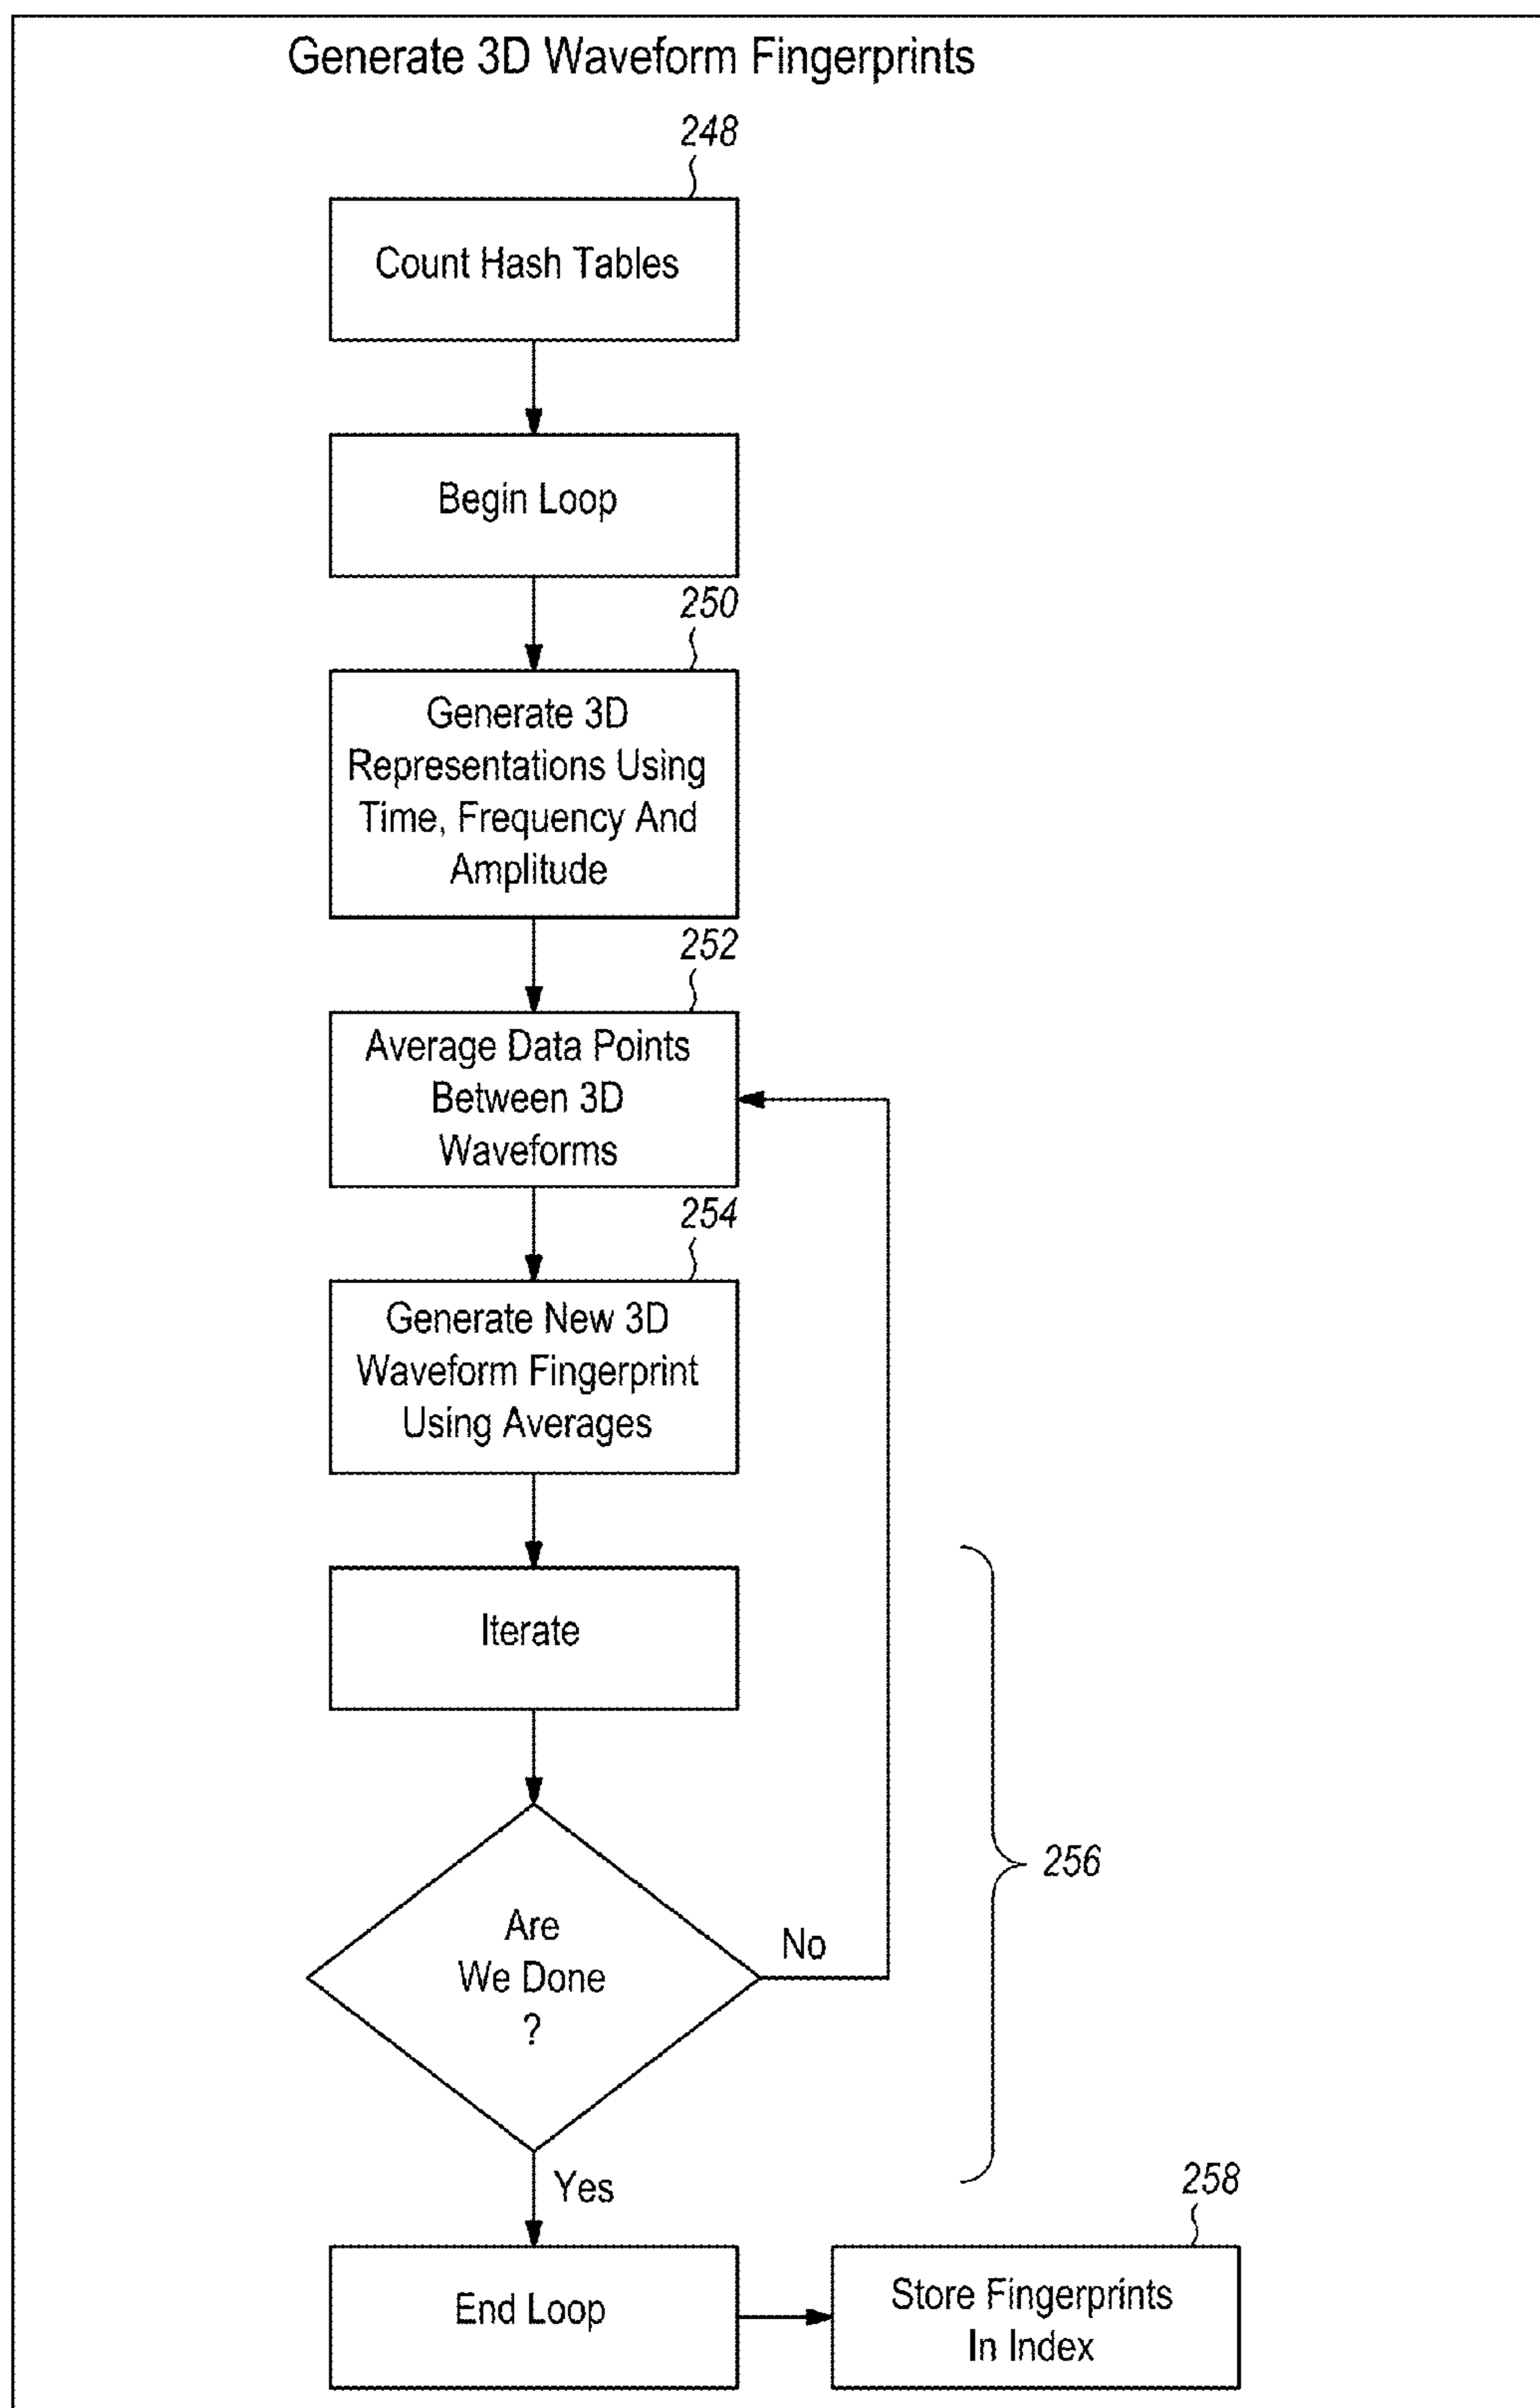 Generate 3D Waveform Fingerprints
248
Count Hash Tables
Begin Loop
250
Generate 3D
Representations Using
Time, Frequency And
Amplitude
252
Average Data Points
Between 3D
Waveforms
254
Generate New 3D
Waveform Fingerprint
Using Averages
Iterate
256
Are
We Done
?
No
Yes
End Loop
258
Store Fingerprints
In Index